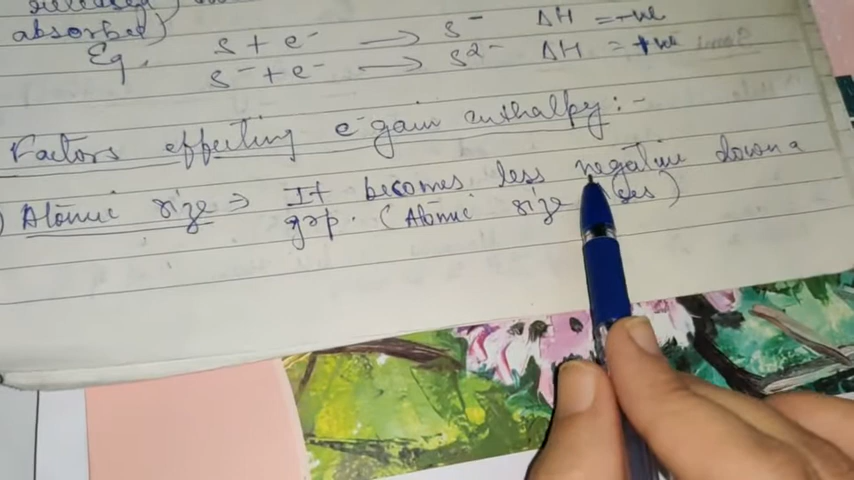 absorbed)
Eg. S + e⁻ → S⁻ ΔH = -ve
S⁻ + e⁻ → S²⁻ ΔH = +ve
Factors effecting e⁻ gain enthalpy :-
) Atomic size ⇒ It becomes less negative down a
grp. (Atomic size